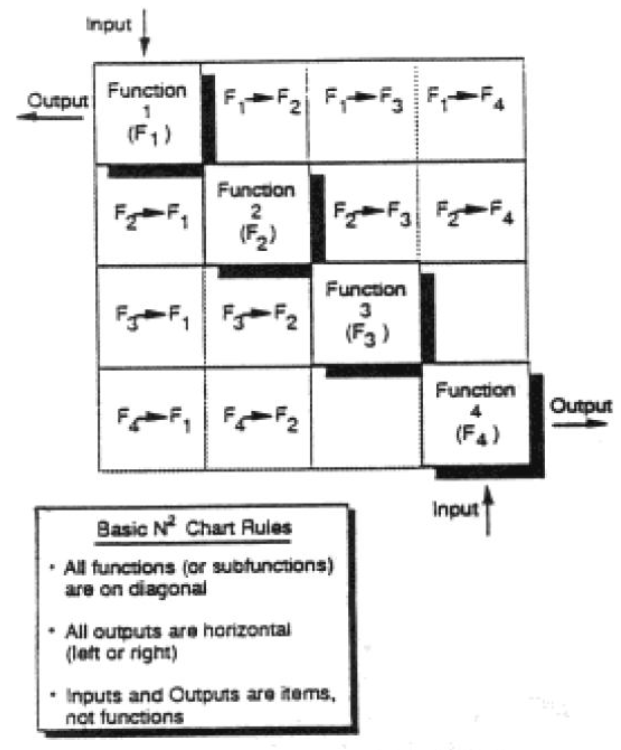 Input
Output
Function
1
(F₁)
F₁→F₂
F₁→F₃
F₁→F₄
F₂→F₁
Function
2
(F₂)
F₂→F₃
F₂→F₄
F₃→F₁
F₃→F₂
Function
3
(F₃)
F₄→F₁
F₄→F₂
Function
4
(F₄)
Output
Input
Basic N² Chart Rules
• All functions (or subfunctions)
are on diagonal
• All outputs are horizontal
(left or right)
• Inputs and Outputs are items,
not functions